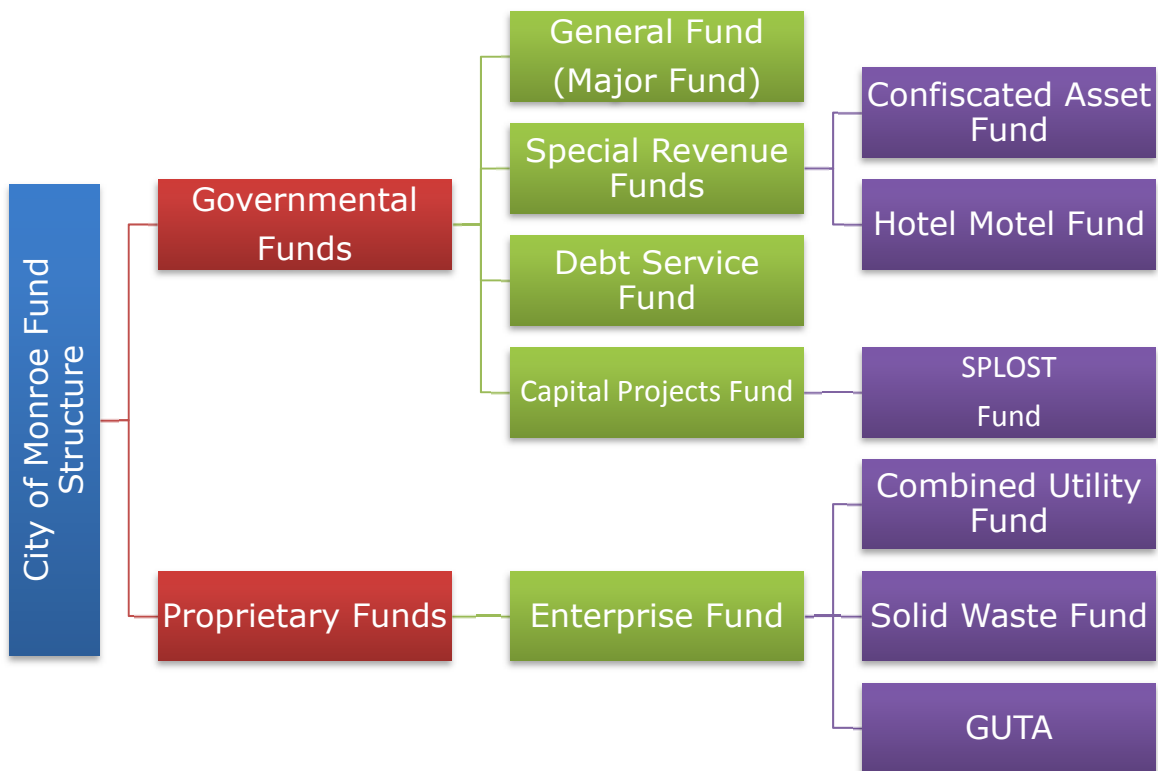 City of Monroe Fund
Structure
Governmental
Funds
General Fund
(Major Fund)
Special Revenue
Funds
Confiscated Asset
Fund
Hotel Motel Fund
Debt Service
Fund
Capital Projects Fund
SPLOST
Fund
Proprietary Funds
Enterprise Fund
Combined Utility
Fund
Solid Waste Fund
GUTA